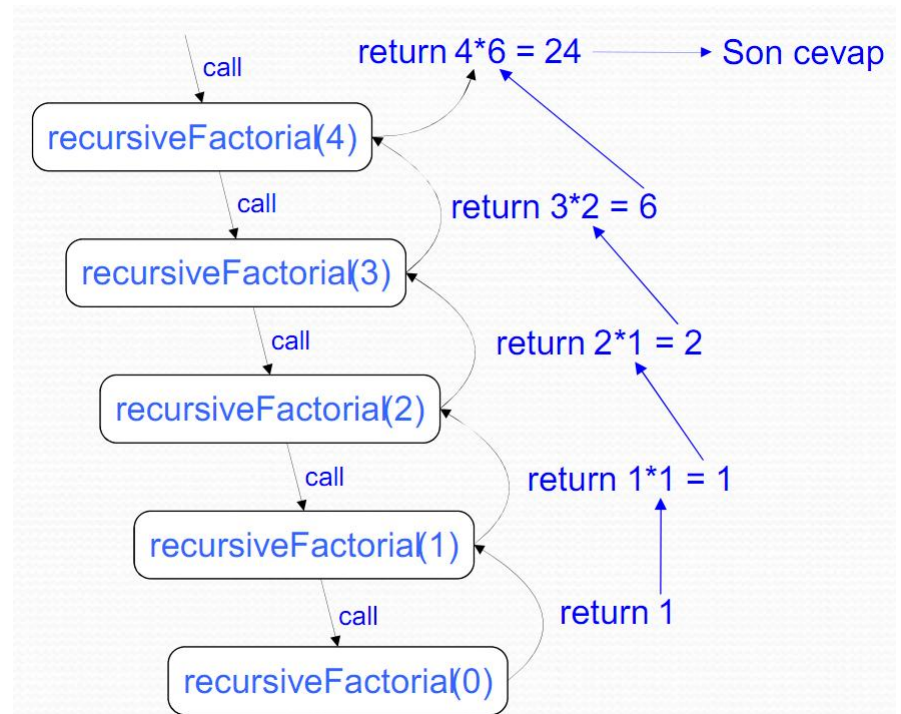 return 4*6 = 24 Son cevap
call
recursiveFactorial(4)
call
return 3*2 = 6
recursiveFactorial(3)
call
return 2*1 = 2
recursiveFactorial(2)
call
return 1*1 = 1
recursiveFactorial(1)
call
return 1
recursiveFactorial(0)